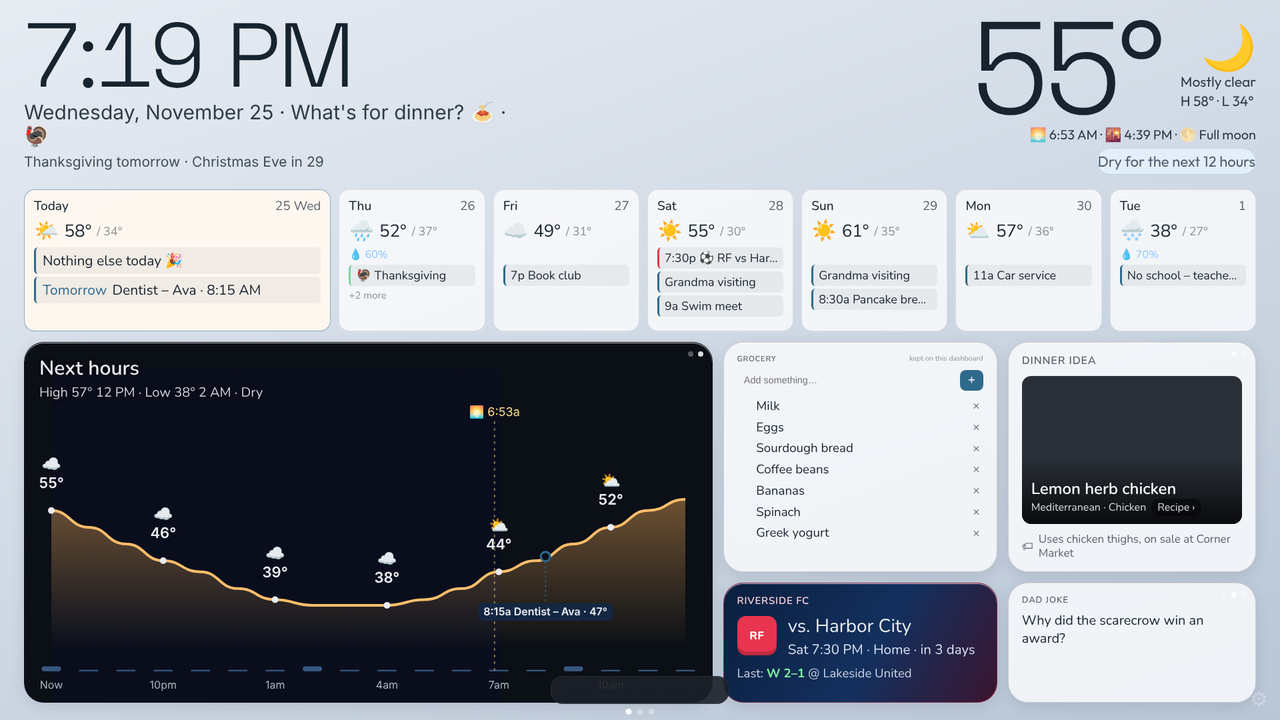 7:19 PM
Wednesday, November 25 · What's for dinner? 🍝 ·
🦃
Thanksgiving tomorrow · Christmas Eve in 29
55°
Mostly clear
H 58° · L 34°
🌅 6:53 AM · 🌇 4:39 PM · 🌕 Full moon
Dry for the next 12 hours
Today 25 Wed
58° / 34°
Nothing else today 🎉
Tomorrow Dentist – Ava · 8:15 AM
Thu 26
52° / 37°
💧 60%
🦃 Thanksgiving
+2 more
Fri 27
49° / 31°
7p Book club
Sat 28
55° / 30°
7:30p ⚽ RF vs Har…
Grandma visiting
9a Swim meet
Sun 29
61° / 35°
Grandma visiting
8:30a Pancake bre…
Mon 30
57° / 36°
11a Car service
Tue 1
38° / 27°
💧 70%
No school – teache…
Next hours
High 57° 12 PM · Low 38° 2 AM · Dry
🌅 6:53a
55°
46°
39°
38°
44°
52°
8:15a Dentist – Ava · 47°
Now 10pm 1am 4am 7am 10am
GROCERY kept on this dashboard
Add something… +
Milk ×
Eggs ×
Sourdough bread ×
Coffee beans ×
Bananas ×
Spinach ×
Greek yogurt ×
DINNER IDEA
Lemon herb chicken
Mediterranean · Chicken Recipe ›
Uses chicken thighs, on sale at Corner
Market
RIVERSIDE FC
RF
vs. Harbor City
Sat 7:30 PM · Home · in 3 days
Last: W 2–1 @ Lakeside United
DAD JOKE
Why did the scarecrow win an
award?